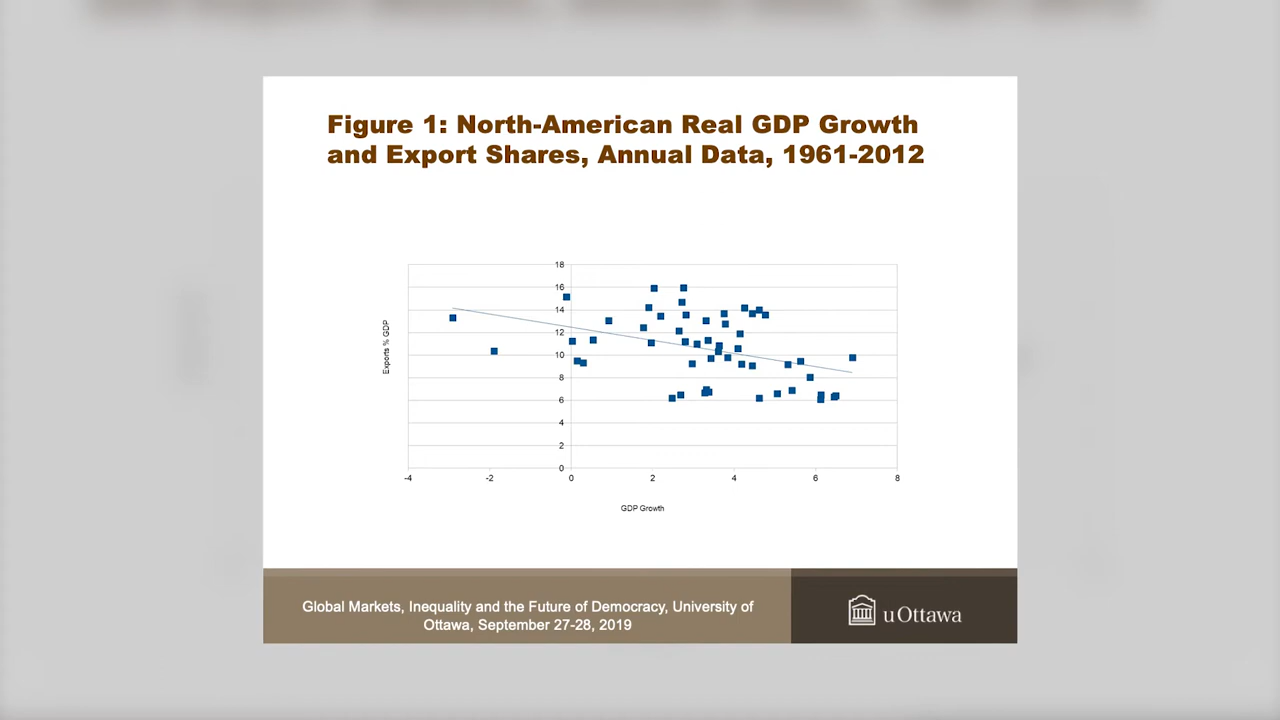 Figure 1: North-American Real GDP Growth
and Export Shares, Annual Data, 1961-2012
18
16
14
12
10
8
6
4
2
0
Exports % GDP
-4 -2 0 2 4 6 8
GDP Growth
Global Markets, Inequality and the Future of Democracy, University of
Ottawa, September 27-28, 2019
uOttawa